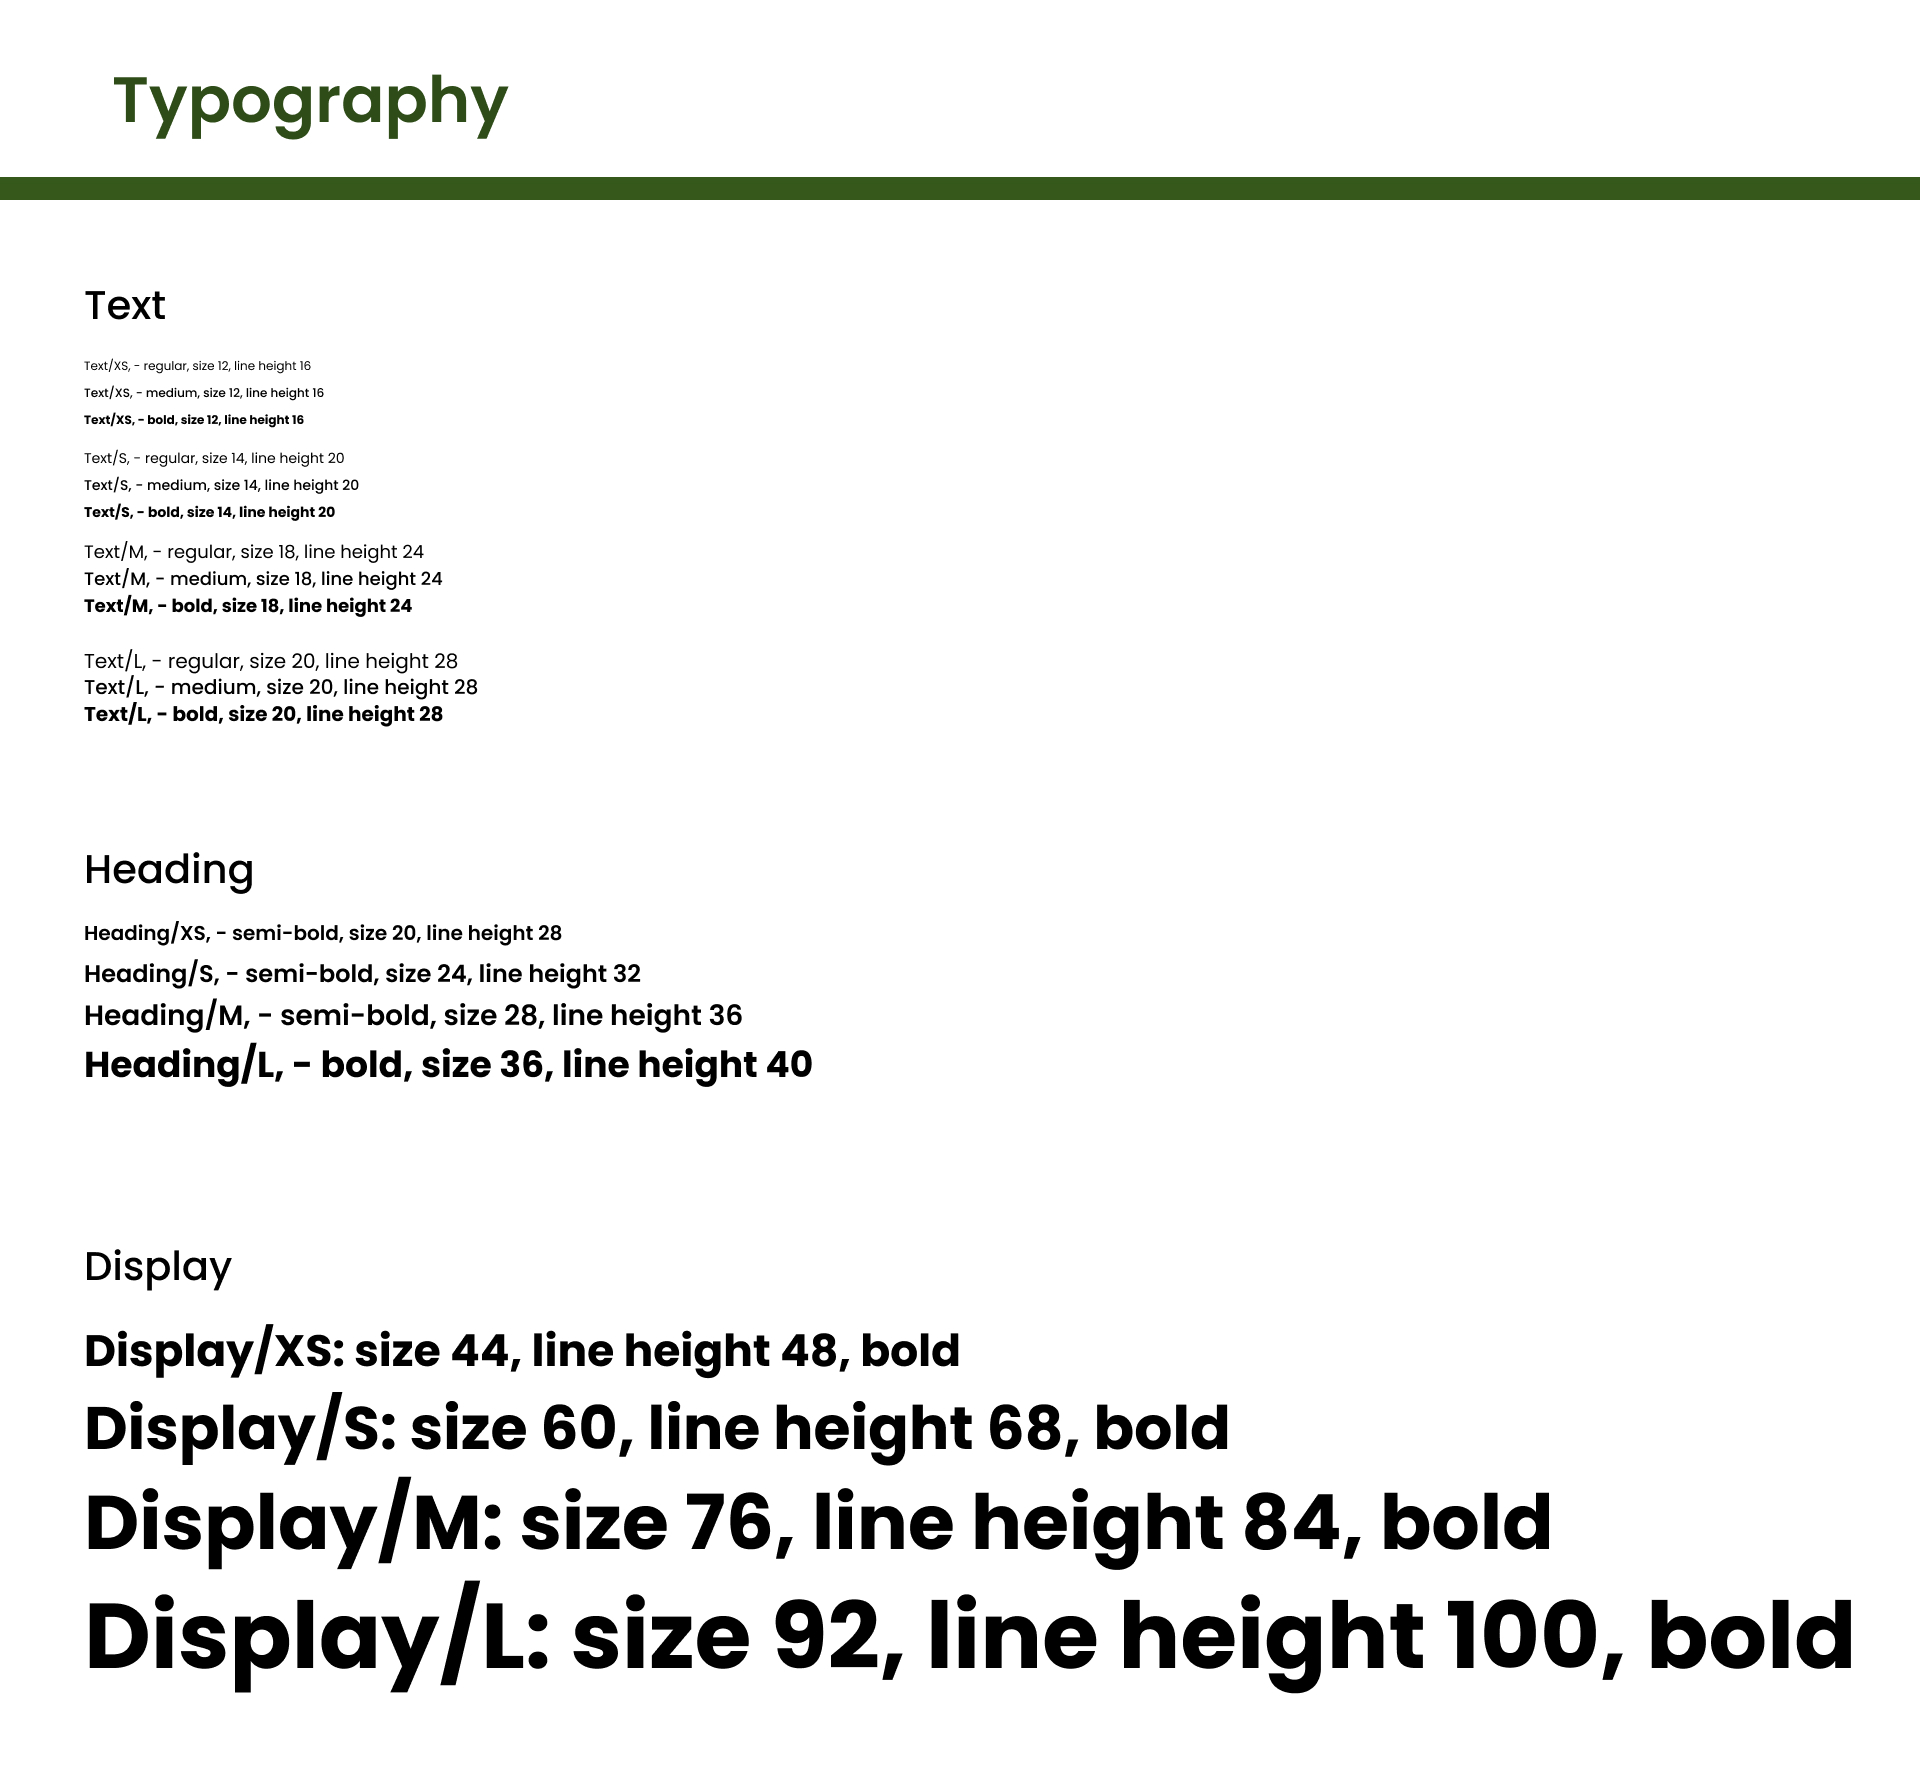 Typography
Text
Text/XS, - regular, size 12, line height 16
Text/XS, - medium, size 12, line height 16
Text/XS, - bold, size 12, line height 16
Text/S, - regular, size 14, line height 20
Text/S, - medium, size 14, line height 20
Text/S, - bold, size 14, line height 20
Text/M, - regular, size 18, line height 24
Text/M, - medium, size 18, line height 24
Text/M, - bold, size 18, line height 24
Text/L, - regular, size 20, line height 28
Text/L, - medium, size 20, line height 28
Text/L, - bold, size 20, line height 28
Heading
Heading/XS, - semi-bold, size 20, line height 28
Heading/S, - semi-bold, size 24, line height 32
Heading/M, - semi-bold, size 28, line height 36
Heading/L, - bold, size 36, line height 40
Display
Display/XS: size 44, line height 48, bold
Display/S: size 60, line height 68, bold
Display/M: size 76, line height 84, bold
Display/L: size 92, line height 100, bold